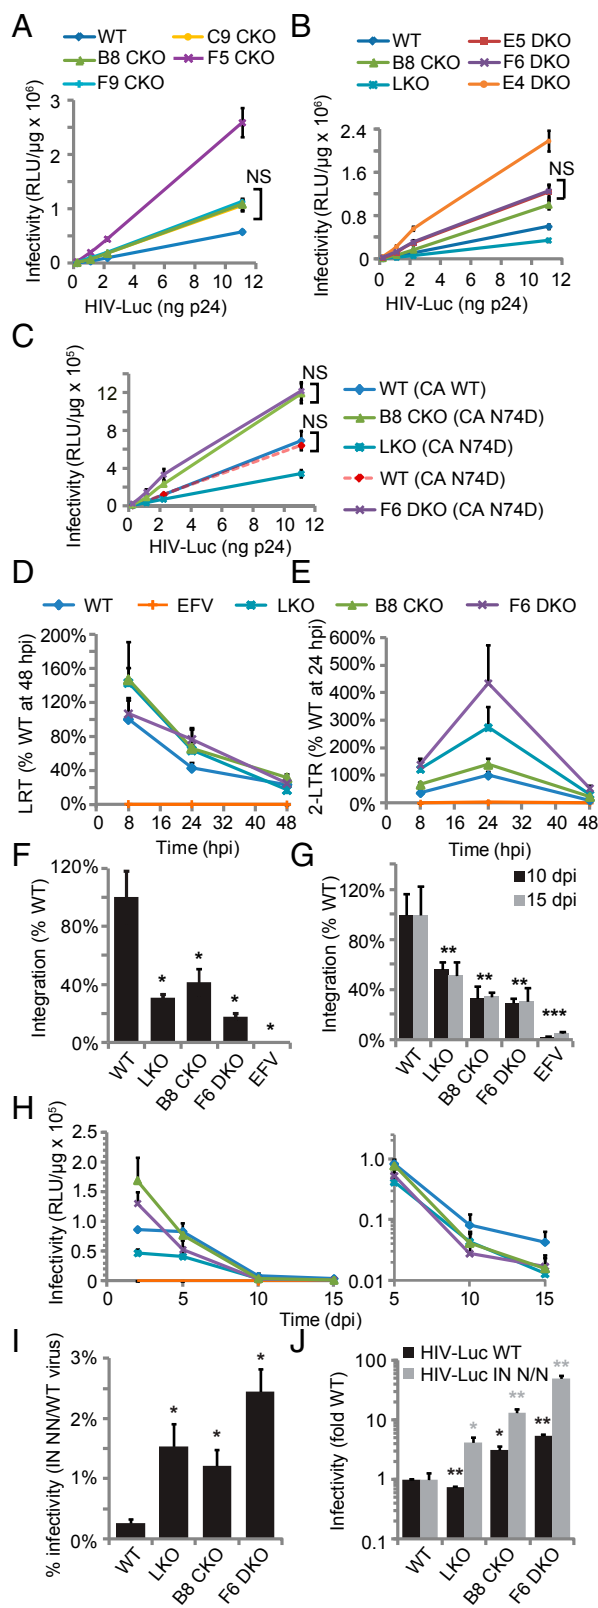 A
WT
C9 CKO
B8 CKO
F5 CKO
F9 CKO
Infectivity (RLU/µg x 10⁶)
3
2
1
0
NS
0 2 4 6 8 10 12
HIV-Luc (ng p24)
B
WT
E5 DKO
B8 CKO
F6 DKO
LKO
E4 DKO
Infectivity (RLU/µg x 10⁶)
2.4
1.6
0.8
0
NS
0 2 4 6 8 10 12
HIV-Luc (ng p24)
C
Infectivity (RLU/µg x 10⁵)
12
8
4
0
NS
NS
0 2 4 6 8 10 12 14
HIV-Luc (ng p24)
WT (CA WT)
B8 CKO (CA N74D)
LKO (CA N74D)
WT (CA N74D)
F6 DKO (CA N74D)
D
E
WT EFV LKO B8 CKO F6 DKO
LRT (% WT at 48 hpi)
200%
160%
120%
80%
40%
0%
0 8 16 24 32 40 48
Time (hpi)
2-LTR (% WT at 24 hpi)
600%
500%
400%
300%
200%
100%
0%
0 8 16 24 32 40 48
Time (hpi)
F
Integration (% WT)
120%
80%
40%
0%
* * * *
WT LKO B8 CKO F6 DKO EFV
G
10 dpi
15 dpi
Integration (% WT)
120%
80%
40%
0%
** ** ** ***
WT LKO B8 CKO F6 DKO EFV
H
Infectivity (RLU/µg x 10⁵)
2.5
2.0
1.5
1.0
0.5
0
0 5 10 15
1.0
0.1
0.01
5 10 15
Time (dpi)
I
% infectivity (IN NN/WT virus)
3%
2%
1%
0%
* * *
WT LKO B8 CKO F6 DKO
J
HIV-Luc WT
HIV-Luc IN N/N
Infectivity (fold WT)
100
10
1
0.1
** * * ** ** **
WT LKO B8 CKO F6 DKO